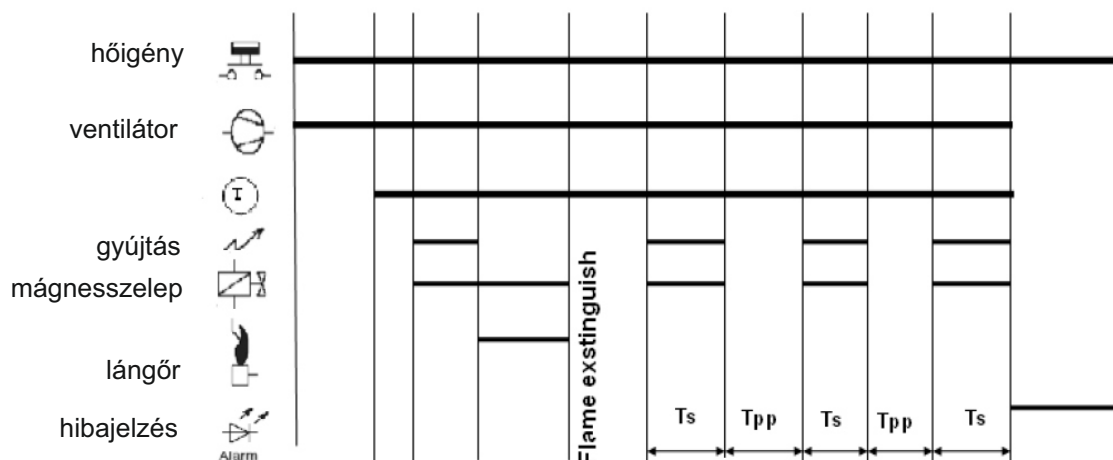 hőigény
ventilátor
I
gyújtás
mágnesszelep
lángőr
hibajelzés
Alarm
Flame exstinguish
Ts Tpp Ts Tpp Ts